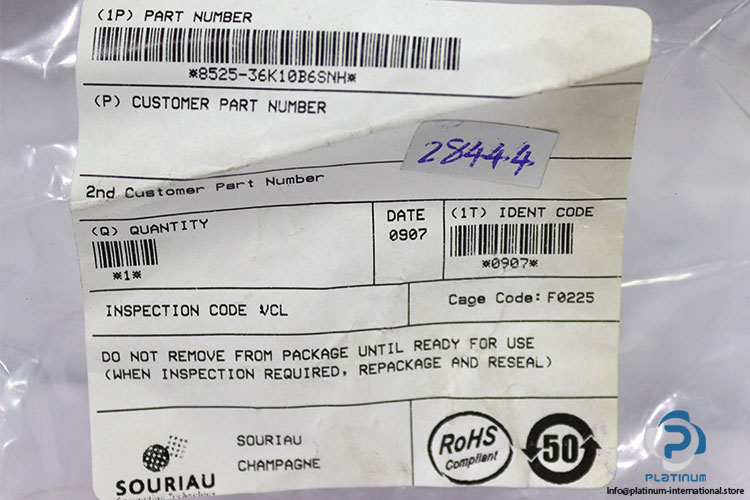 (1P) PART NUMBER
*8525-36K10B6SNH*
(P) CUSTOMER PART NUMBER
28444
2nd Customer Part Number
(Q) QUANTITY
*1*
DATE
0907
(1T) IDENT CODE
*0907*
INSPECTION CODE :VCL
Cage Code: F0225
DO NOT REMOVE FROM PACKAGE UNTIL READY FOR USE
(WHEN INSPECTION REQUIRED, REPACKAGE AND RESEAL)
SOURIAU
SOURIAU
CHAMPAGNE
RoHS
Compliant
50
PLATINUM
Info@platinum-international.store